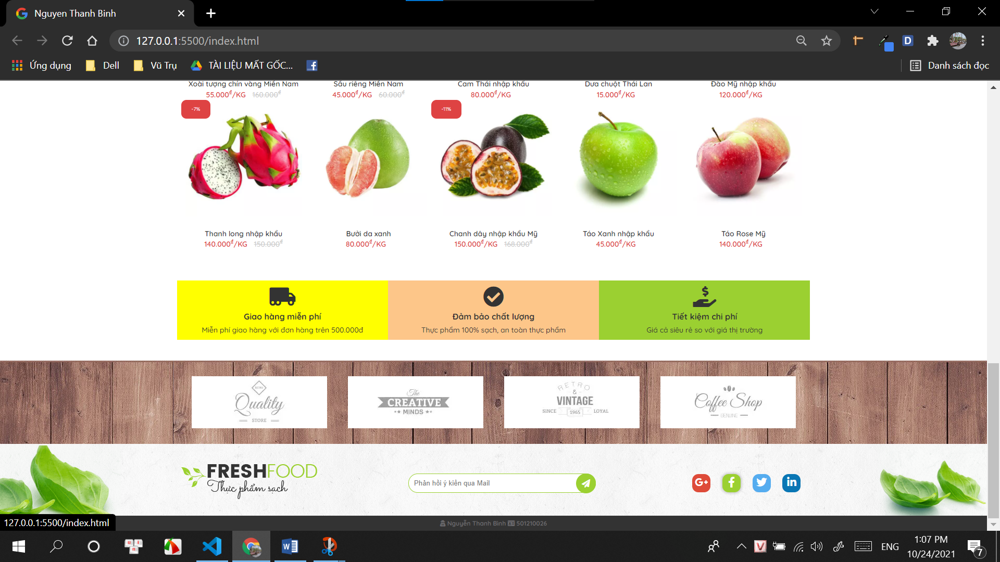 Nguyen Thanh Binh
127.0.0.1:5500/index.html
Ứng dụng Dell Vũ Trụ TÀI LIỆU MẤT GỐC... Danh sách đọc
Xoài tượng chín vàng Miền Nam Sầu riêng Miền Nam Cam Thái nhập khẩu Dưa chuột Thái Lan Đào Mỹ nhập khẩu
55.000₫/KG 160.000₫ 45.000₫/KG 60.000₫ 80.000₫/KG 15.000₫/KG 120.000₫/KG
-7% -11%
Thanh long nhập khẩu Bưởi da xanh Chanh dây nhập khẩu Mỹ Táo Xanh nhập khẩu Táo Rose Mỹ
140.000₫/KG 150.000₫ 80.000₫/KG 150.000₫/KG 168.000₫ 45.000₫/KG 140.000₫/KG
Giao hàng miễn phí Đảm bảo chất lượng Tiết kiệm chi phí
Miễn phí giao hàng với đơn hàng trên 500.000đ Thực phẩm 100% sạch, an toàn thực phẩm Giá cả siêu rẻ so với giá thị trường
RETRO
Quality
STORE
The
CREATIVE
MINDS
RETRO
&
VINTAGE
SINCE 1965 LOYAL
Coffee Shop
GENUINE
FRESHFOOD
Thực phẩm sạch
Phản hồi ý kiến qua Mail
G+ f in
127.0.0.1:5500/index.html
Nguyễn Thanh Bình 501210026
ENG
1:07 PM
10/24/2021
7